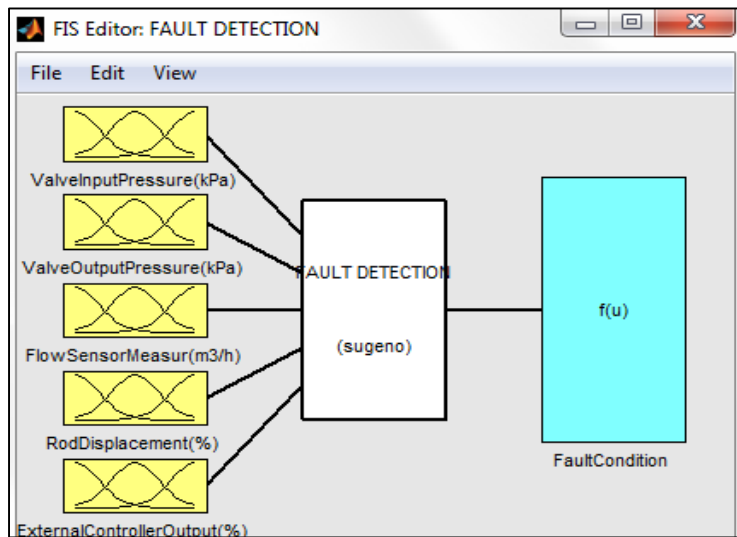 FIS Editor: FAULT DETECTION
File Edit View
ValveInputPressure(kPa)
ValveOutputPressure(kPa)
FlowSensorMeasur(m3/h)
RodDisplacement(%)
ExternalControllerOutput(%)
FAULT DETECTION
(sugeno)
f(u)
FaultCondition